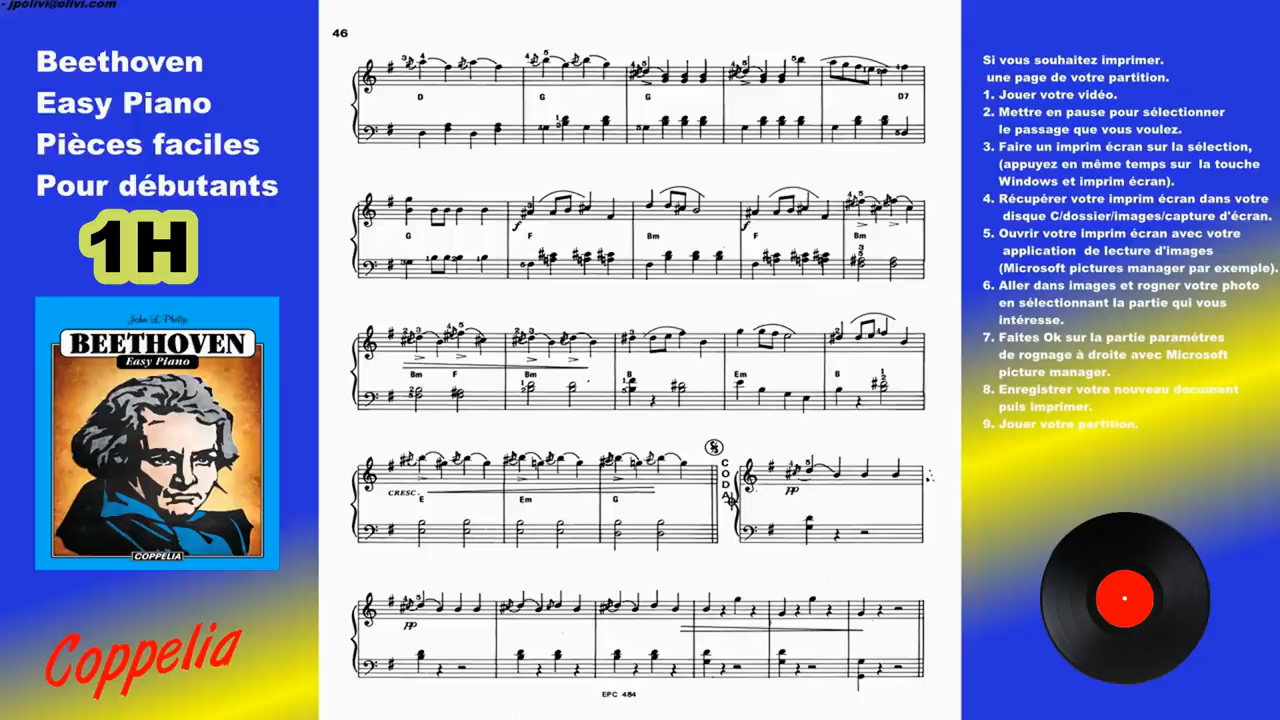 - jpolivi@olivi.com
Beethoven
Easy Piano
Pièces faciles
Pour débutants
1H
John L. Philip
BEETHOVEN
Easy Piano
COPPELIA
Coppelia
46
D
G
G
D7
G
F
Bm
F
Bm
Bm
F
Bm
B
Em
B
CRESC.
E
Em
G
CODA
pp
pp
EPC 484
Si vous souhaitez imprimer.
une page de votre partition.
1. Jouer votre vidéo.
2. Mettre en pause pour sélectionner
le passage que vous voulez.
3. Faire un imprim écran sur la sélection,
(appuyez en même temps sur la touche
Windows et imprim écran).
4. Récupérer votre imprim écran dans votre
disque C/dossier/images/capture d'écran.
5. Ouvrir votre imprim écran avec votre
application de lecture d'images
(Microsoft pictures manager par exemple).
6. Aller dans images et rogner votre photo
en sélectionnant la partie qui vous
intéresse.
7. Faites Ok sur la partie paramétres
de rognage à droite avec Microsoft
picture manager.
8. Enregistrer votre nouveau document
puis imprimer.
9. Jouer votre partition.